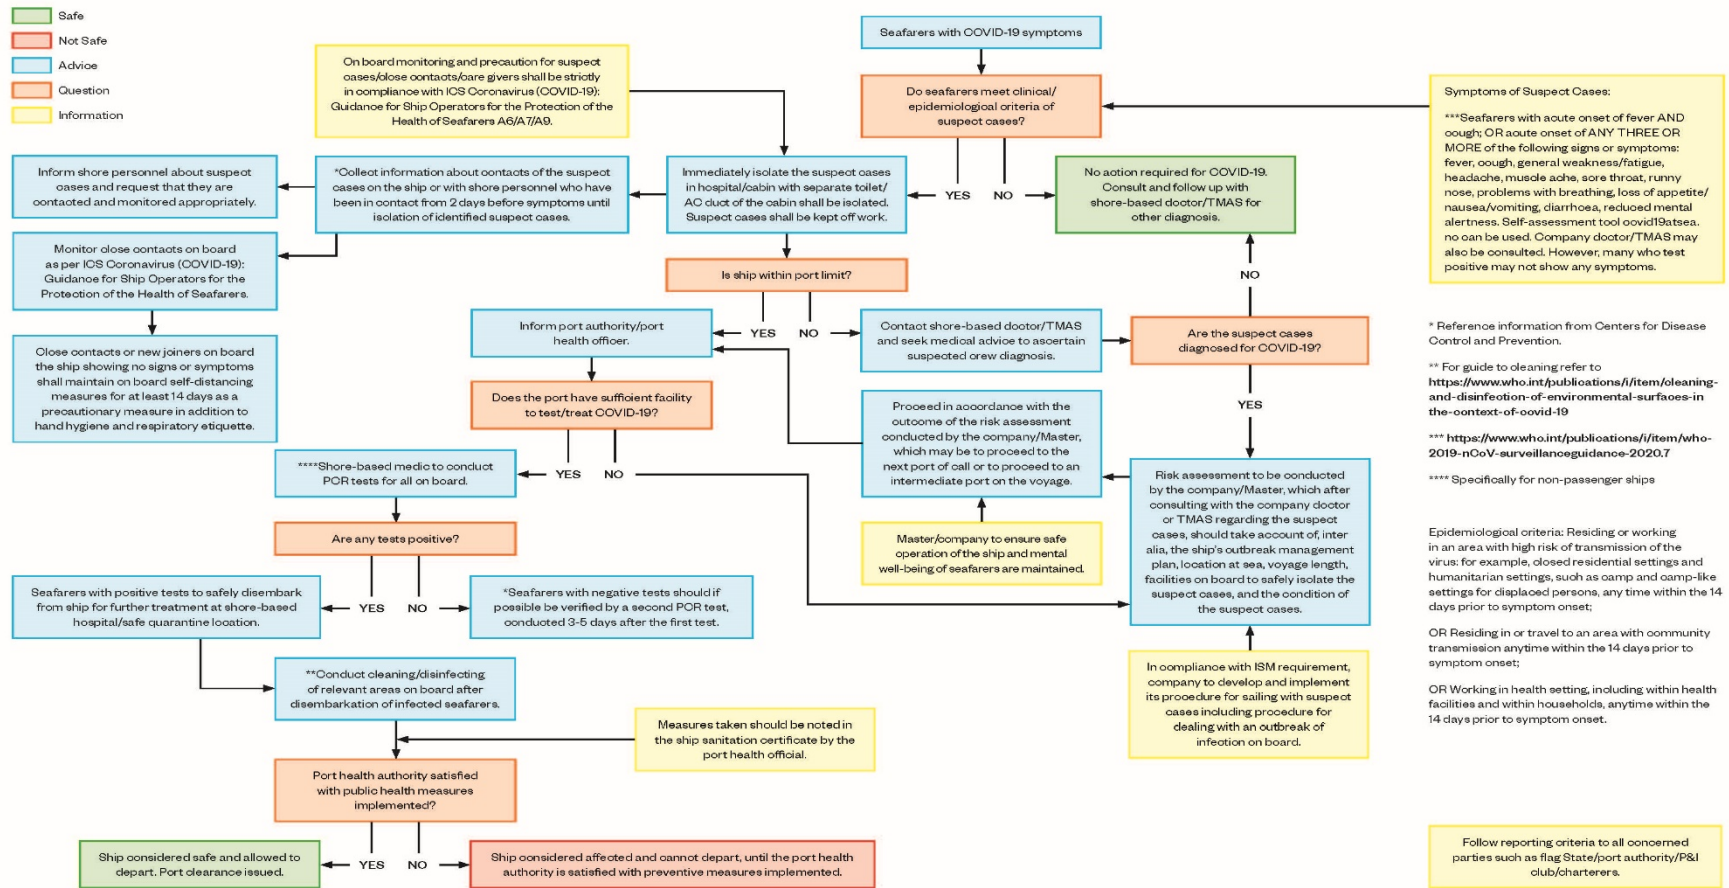 Safe
Not Safe
Advice
Question
Information
Seafarers with COVID-19 symptoms
On board monitoring and precaution for suspect
cases/close contacts/care givers shall be strictly
in compliance with ICS Coronavirus (COVID-19):
Guidance for Ship Operators for the Protection of the
Health of Seafarers A6/A7/A9.
Do seafarers meet clinical/
epidemiological criteria of
suspect cases?
Symptoms of Suspect Cases:
***Seafarers with acute onset of fever AND
cough; OR acute onset of ANY THREE OR
MORE of the following signs or symptoms:
fever, cough, general weakness/fatigue,
headache, muscle ache, sore throat, runny
nose, problems with breathing, loss of appetite/
nausea/vomiting, diarrhoea, reduced mental
alertness. Self-assessment tool covid19atsea.
no can be used. Company doctor/TMAS may
also be consulted. However, many who test
positive may not show any symptoms.
Inform shore personnel about suspect
cases and request that they are
contacted and monitored appropriately.
*Collect information about contacts of the suspect
cases on the ship or with shore personnel who have
been in contact from 2 days before symptoms until
isolation of identified suspect cases.
Immediately isolate the suspect cases
in hospital/cabin with separate toilet/
AC duct of the cabin shall be isolated.
Suspect cases shall be kept off work.
YES
NO
No action required for COVID-19.
Consult and follow up with
shore-based doctor/TMAS for
other diagnosis.
Monitor close contacts on board
as per ICS Coronavirus (COVID-19):
Guidance for Ship Operators for the
Protection of the Health of Seafarers.
Is ship within port limit?
NO
YES
NO
Inform port authority/port
health officer.
Contact shore-based doctor/TMAS
and seek medical advice to ascertain
suspected crew diagnosis.
Are the suspect cases
diagnosed for COVID-19?
* Reference information from Centers for Disease
Control and Prevention.
Close contacts or new joiners on board
the ship showing no signs or symptoms
shall maintain on board self-distancing
measures for at least 14 days as a
precautionary measure in addition to
hand hygiene and respiratory etiquette.
** For guide to cleaning refer to
https://www.who.int/publications/i/item/cleaning-
and-disinfection-of-environmental-surfaces-in
the-context-of-covid-19
Does the port have sufficient facility
to test/treat COVID-19?
Proceed in accordance with the
outcome of the risk assessment
conducted by the company/Master,
which may be to proceed to the
next port of call or to proceed to an
intermediate port on the voyage.
YES
*** https://www.who.int/publications/i/item/who-
2019-nCoV-surveillanceguidance-2020.7
**** Specifically for non-passenger ships
****Shore-based medic to conduct
PCR tests for all on board.
YES
NO
Risk assessment to be conducted
by the company/Master, which after
consulting with the company doctor
or TMAS regarding the suspect
cases, should take account of, inter
alia, the ship's outbreak management
plan, location at sea, voyage length,
facilities on board to safely isolate the
suspect cases, and the condition of
the suspect cases.
Are any tests positive?
Master/company to ensure safe
operation of the ship and mental
well-being of seafarers are maintained.
Epidemiological criteria: Residing or working
in an area with high risk of transmission of the
virus: for example, closed residential settings and
humanitarian settings, such as camp and camp-like
settings for displaced persons, any time within the 14
days prior to symptom onset;
OR Residing in or travel to an area with community
transmission anytime within the 14 days prior to
symptom onset;
OR Working in health setting, including within health
facilities and within households, anytime within the
14 days prior to symptom onset.
Seafarers with positive tests to safely disembark
from ship for further treatment at shore-based
hospital/safe quarantine location.
YES
NO
*Seafarers with negative tests should if
possible be verified by a second PCR test,
conducted 3-5 days after the first test.
**Conduct cleaning/disinfecting
of relevant areas on board after
disembarkation of infected seafarers.
In compliance with ISM requirement,
company to develop and implement
its procedure for sailing with suspect
cases including procedure for
dealing with an outbreak of
infection on board.
Measures taken should be noted in
the ship sanitation certificate by the
port health official.
Port health authority satisfied
with public health measures
implemented?
Ship considered safe and allowed to
depart. Port clearance issued.
YES
NO
Ship considered affected and cannot depart, until the port health
authority is satisfied with preventive measures implemented.
Follow reporting criteria to all concerned
parties such as flag State/port authority/P&I
club/charterers.